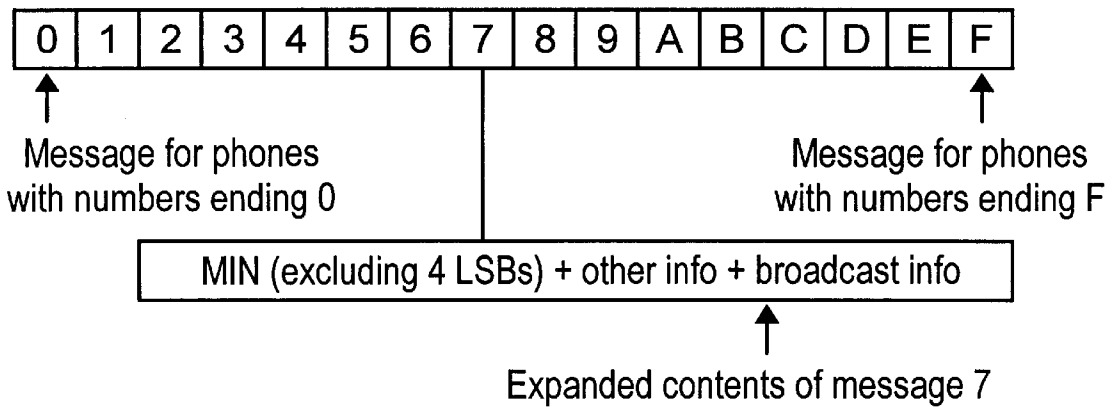 0 1 2 3 4 5 6 7 8 9 A B C D E F
Message for phones
with numbers ending 0
Message for phones
with numbers ending F
MIN (excluding 4 LSBs) + other info + broadcast info
Expanded contents of message 7